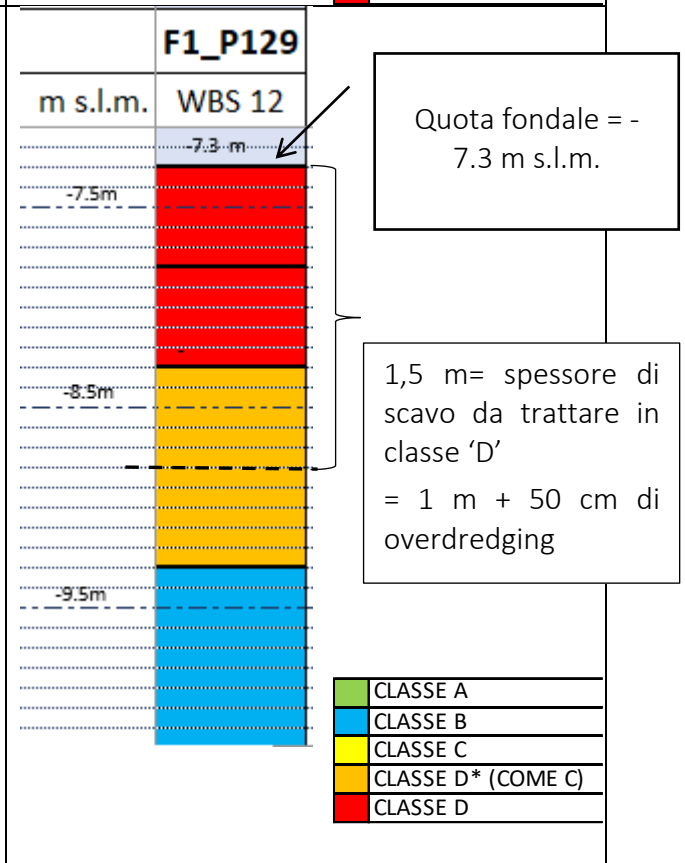 F1_P129
m s.l.m.
WBS 12
-7.3 m
Quota fondale = -
7.3 m s.l.m.
-7.5m
1,5 m= spessore di
scavo da trattare in
classe ‘D’
= 1 m + 50 cm di
overdredging
-8.5m
-9.5m
CLASSE A
CLASSE B
CLASSE C
CLASSE D* (COME C)
CLASSE D